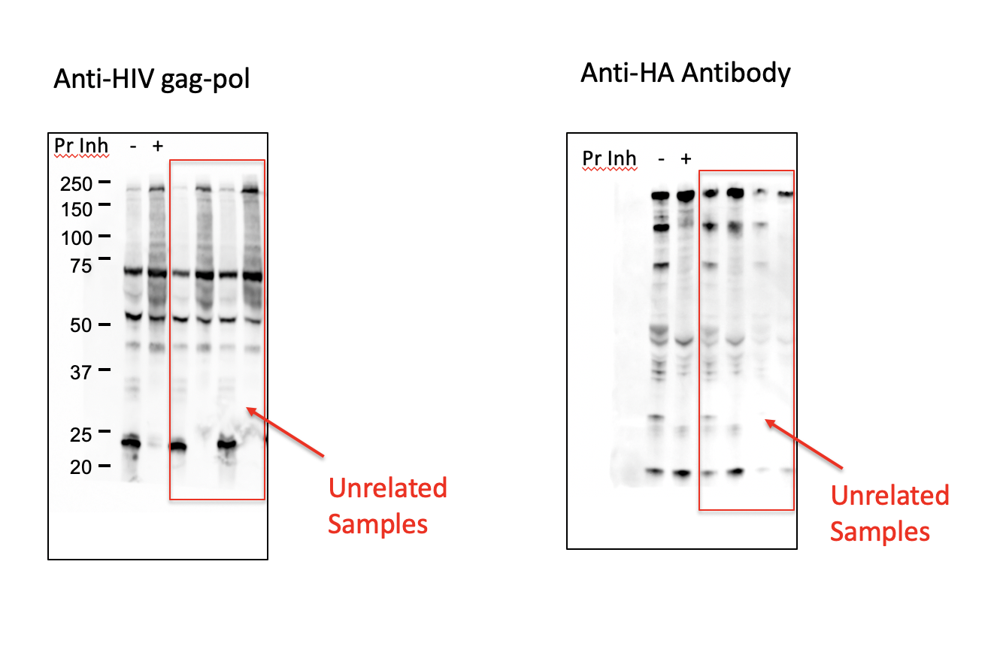 Anti-HIV gag-pol
Pr Inh - +
250
150
100
75
50
37
25
20
Unrelated
Samples
Anti-HA Antibody
Pr Inh - +
Unrelated
Samples